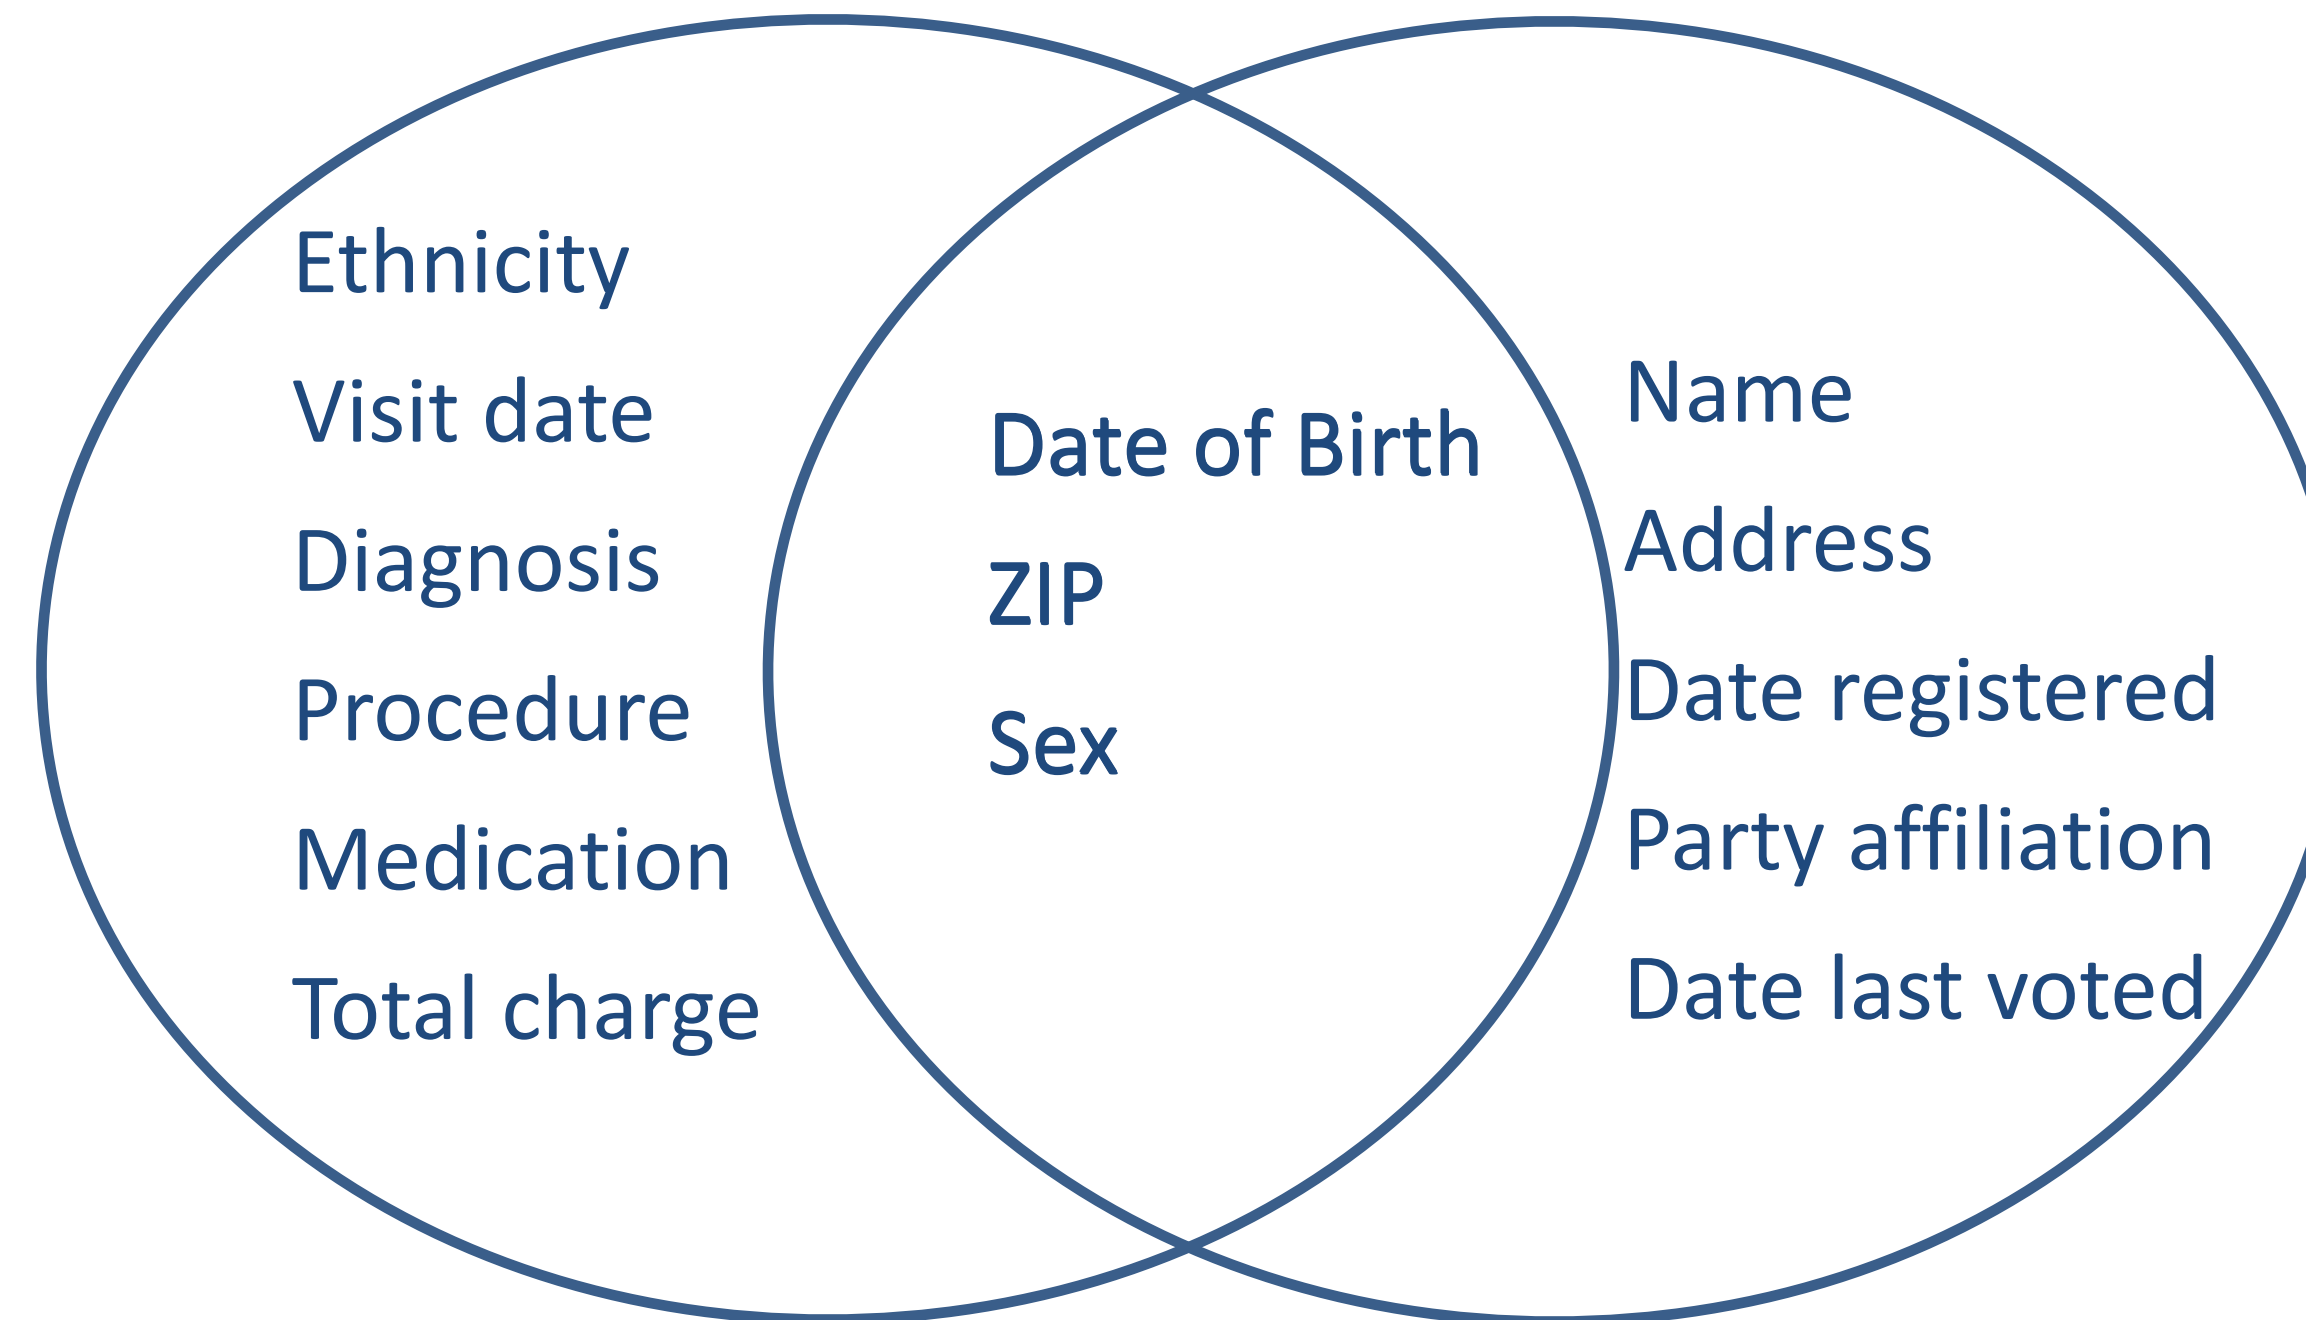 Ethnicity
Visit date
Diagnosis
Procedure
Medication
Total charge
Date of Birth
ZIP
Sex
Name
Address
Date registered
Party affiliation
Date last voted